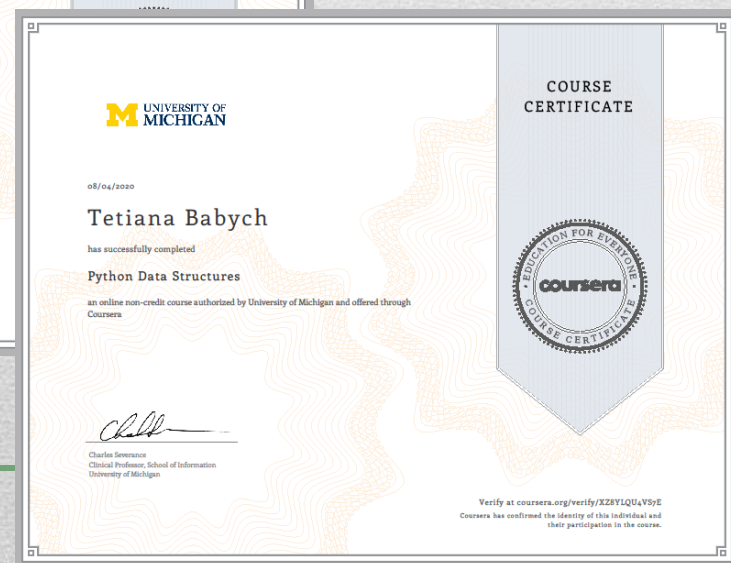 UNIVERSITY OF
MICHIGAN
COURSE
CERTIFICATE
08/04/2020
Tetiana Babych
has successfully completed
Python Data Structures
an online non-credit course authorized by University of Michigan and offered through
Coursera
EDUCATION FOR EVERYONE
coursera
COURSE CERTIFICATE
Charles Severance
Clinical Professor, School of Information
University of Michigan
Verify at coursera.org/verify/XZ8YLQU4VS7E
Coursera has confirmed the identity of this individual and
their participation in the course.